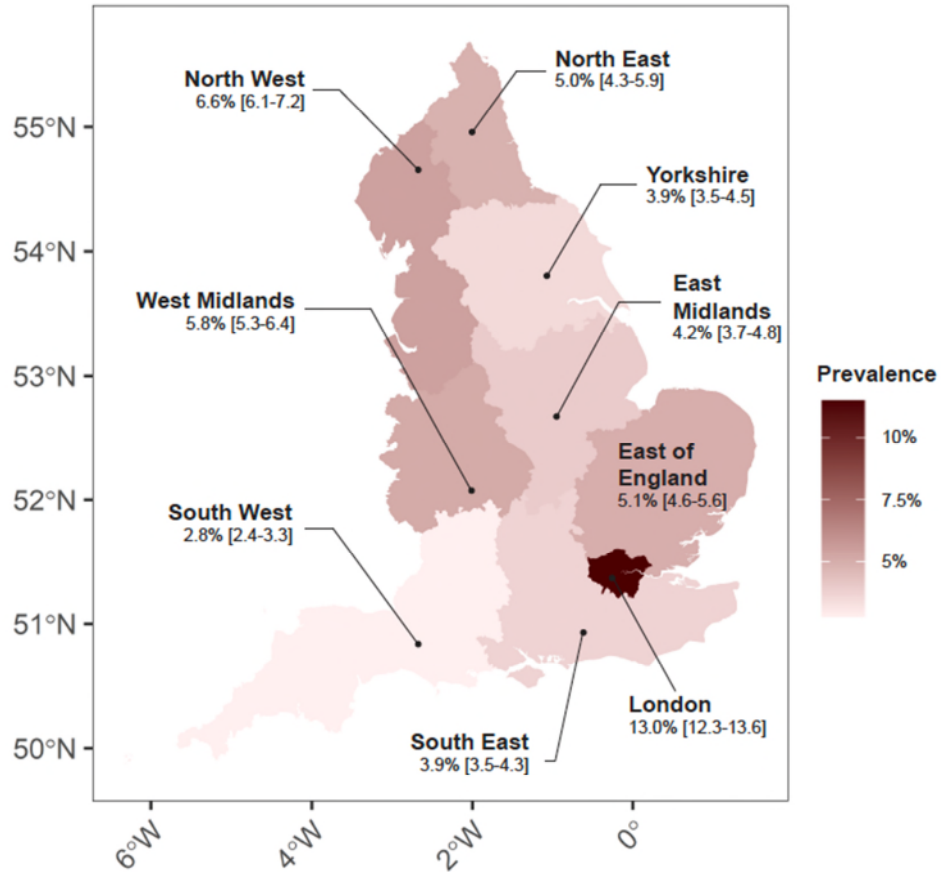 North East
5.0% [4.3-5.9]
North West
6.6% [6.1-7.2]
55°N
Yorkshire
3.9% [3.5-4.5]
54°N
East
Midlands
4.2% [3.7-4.8]
West Midlands
5.8% [5.3-6.4]
53°N
Prevalence
10%
7.5%
5%
East of
England
5.1% [4.6-5.6]
52°N
South West
2.8% [2.4-3.3]
51°N
London
13.0% [12.3-13.6]
South East
3.9% [3.5-4.3]
50°N
6°W
4°W
2°W
0°